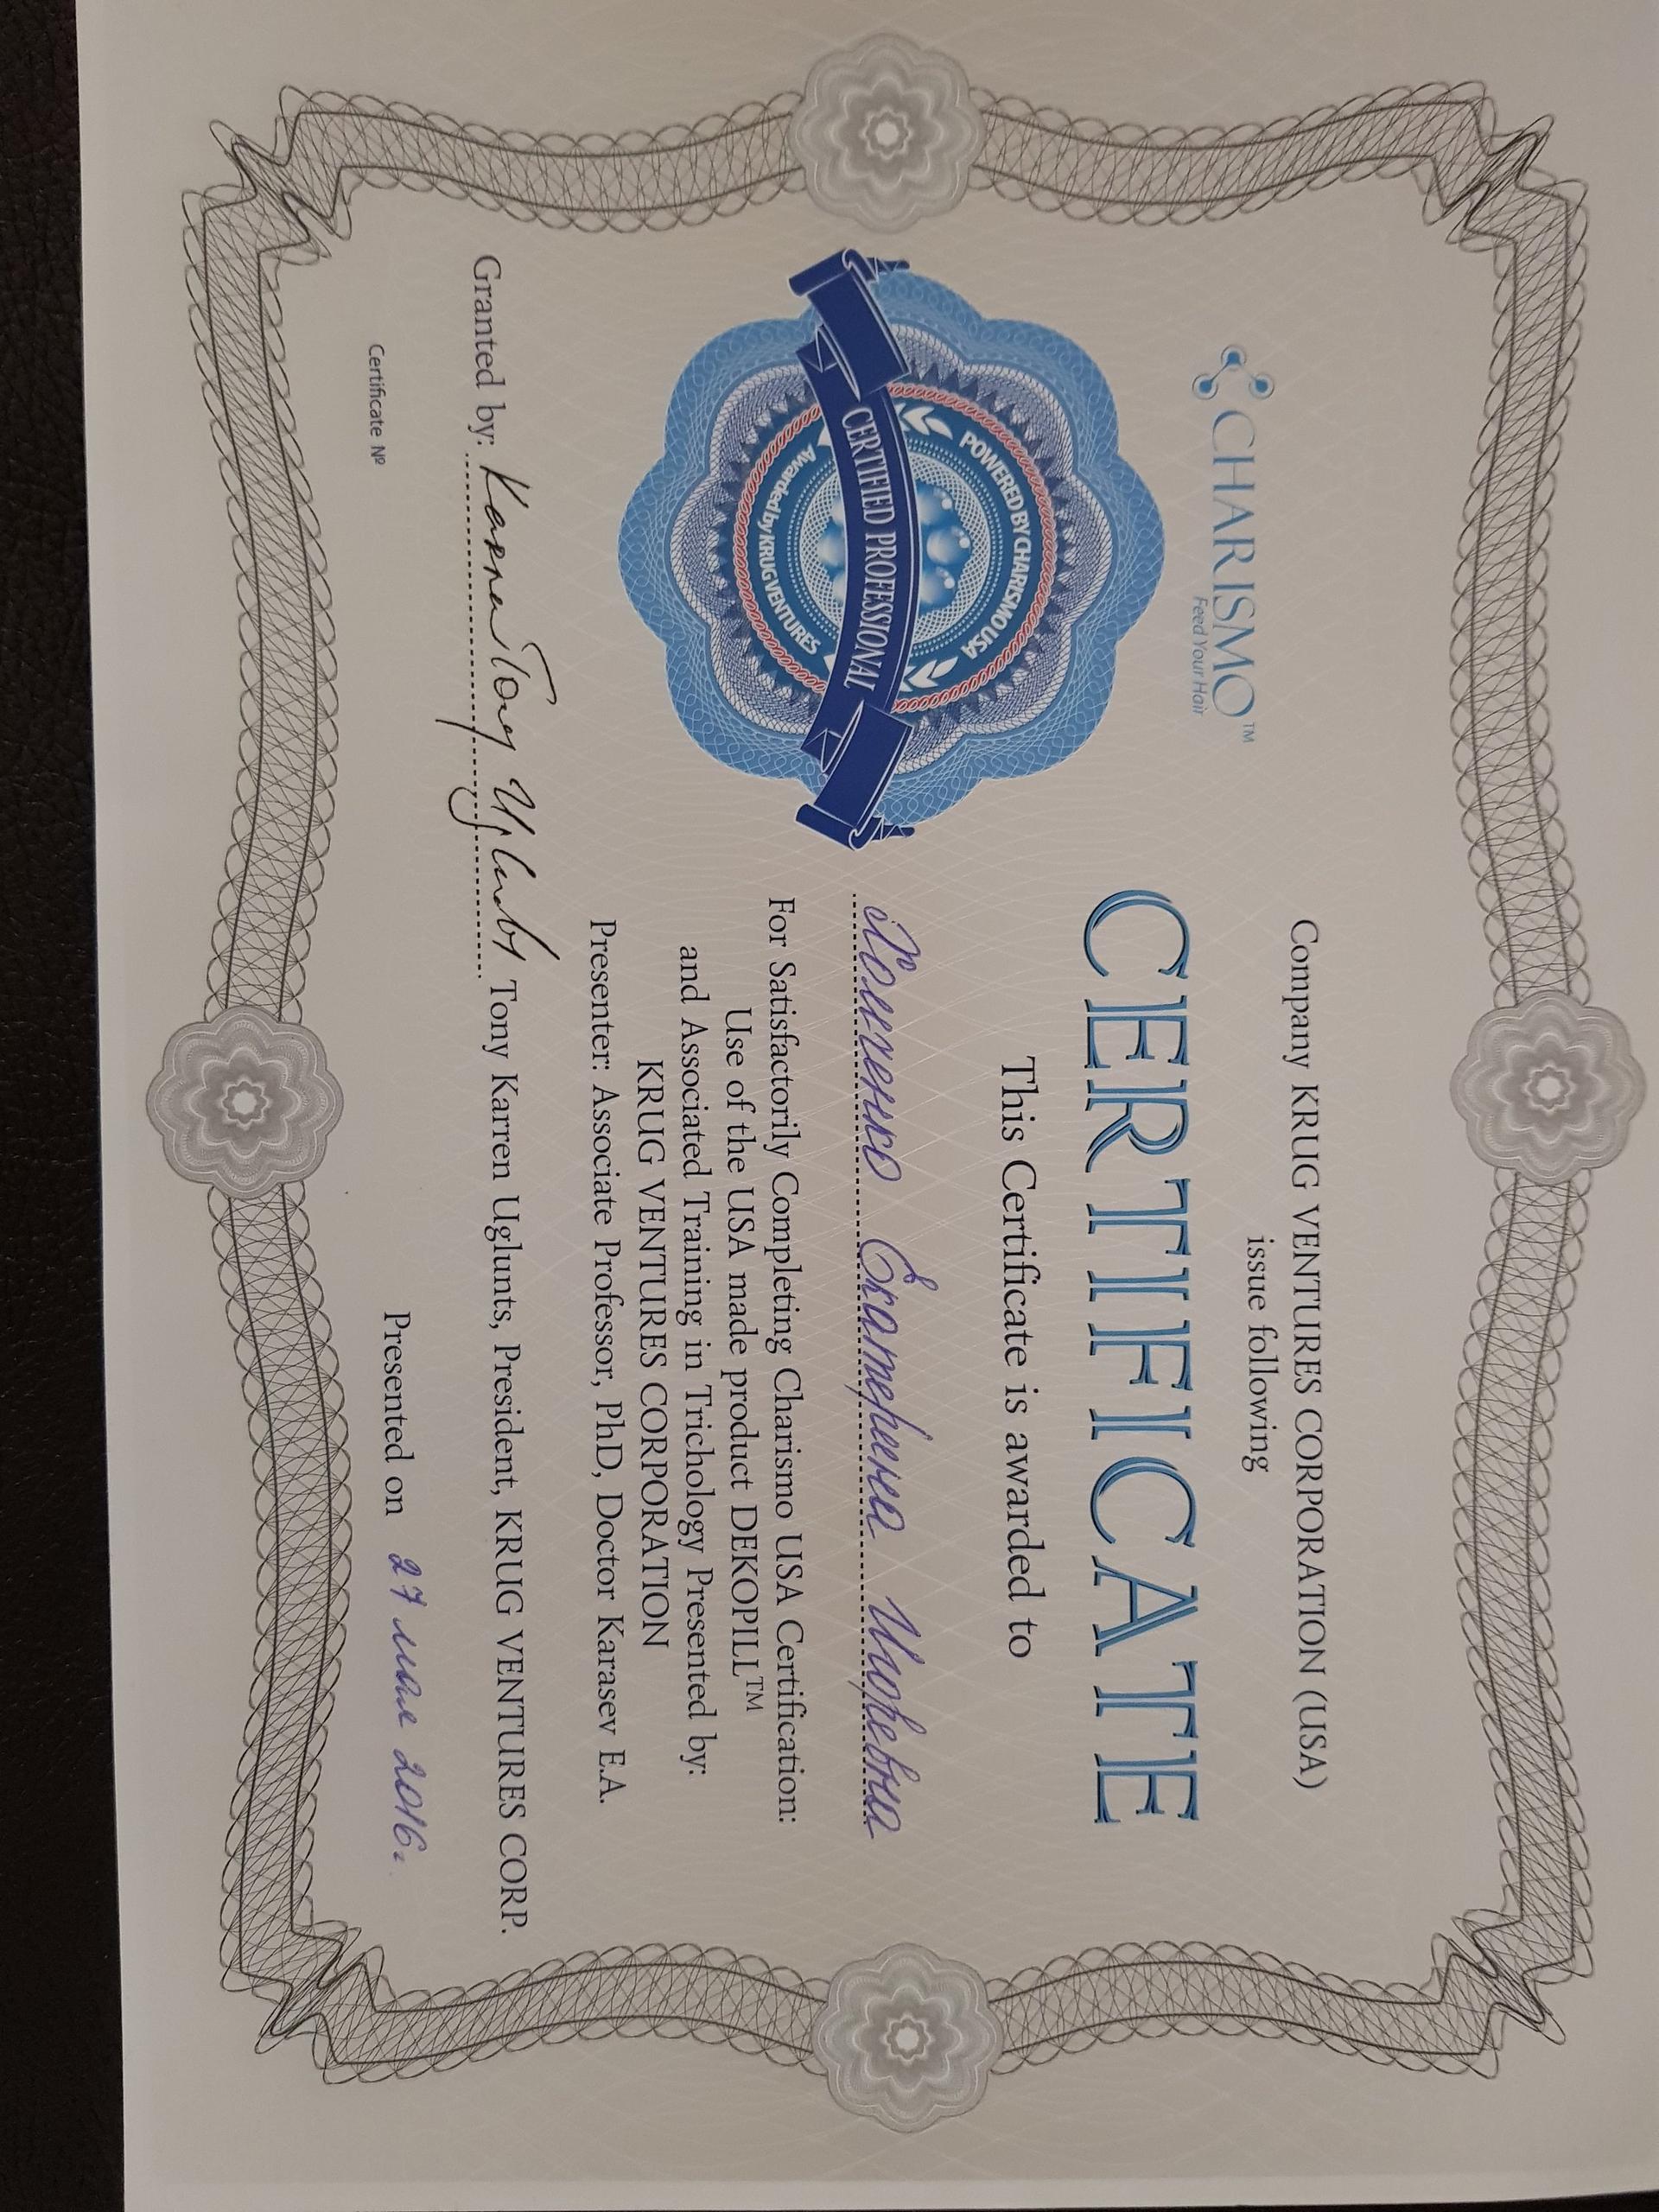 CHARISMO™
Feed Your Hair
Company KRUG VENTURES CORPORATION (USA)
issue following
CERTIFICATE
This Certificate is awarded to
Екатерина Игоревна
POWERED BY CHARISMO USA
CERTIFIED PROFESSIONAL
Awarded by KRUG VENTURES
For Satisfactorily Completing Charismo USA Certification:
Use of the USA made product DEKOPILL™
and Associated Training in Trichology Presented by:
KRUG VENTURES CORPORATION
Presenter: Associate Professor, PhD, Doctor Karasev E.A.
Granted by: Tony Karren Uglunts, President, KRUG VENTURES CORP.
Certificate №
Presented on 27 мая 2016г.